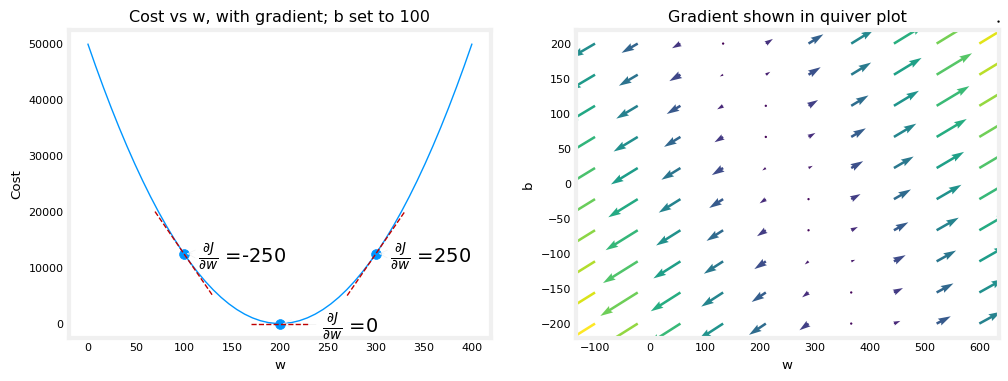 Cost vs w, with gradient; b set to 100
50000
40000
30000
20000
10000
0
Cost
∂J/∂w =-250
∂J/∂w =250
∂J/∂w =0
0 50 100 150 200 250 300 350 400
w
Gradient shown in quiver plot
200
150
100
50
0
−50
−100
−150
−200
b
−100 0 100 200 300 400 500 600
w